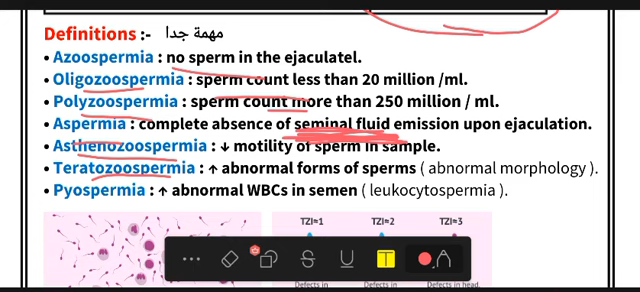 Definitions :- مهمة جدا
• Azoospermia : no sperm in the ejaculatel.
• Oligozoospermia : sperm count less than 20 million /ml.
• Polyzoospermia : sperm count more than 250 million / ml.
• Aspermia : complete absence of seminal fluid emission upon ejaculation.
• Asthenozoospermia : ↓ motility of sperm in sample.
• Teratozoospermia : ↑ abnormal forms of sperms ( abnormal morphology ).
• Pyospermia : ↑ abnormal WBCs in semen ( leukocytospermia ).
TZI=1 TZI=2 TZI=3
Defects in Defects in Defects in head,